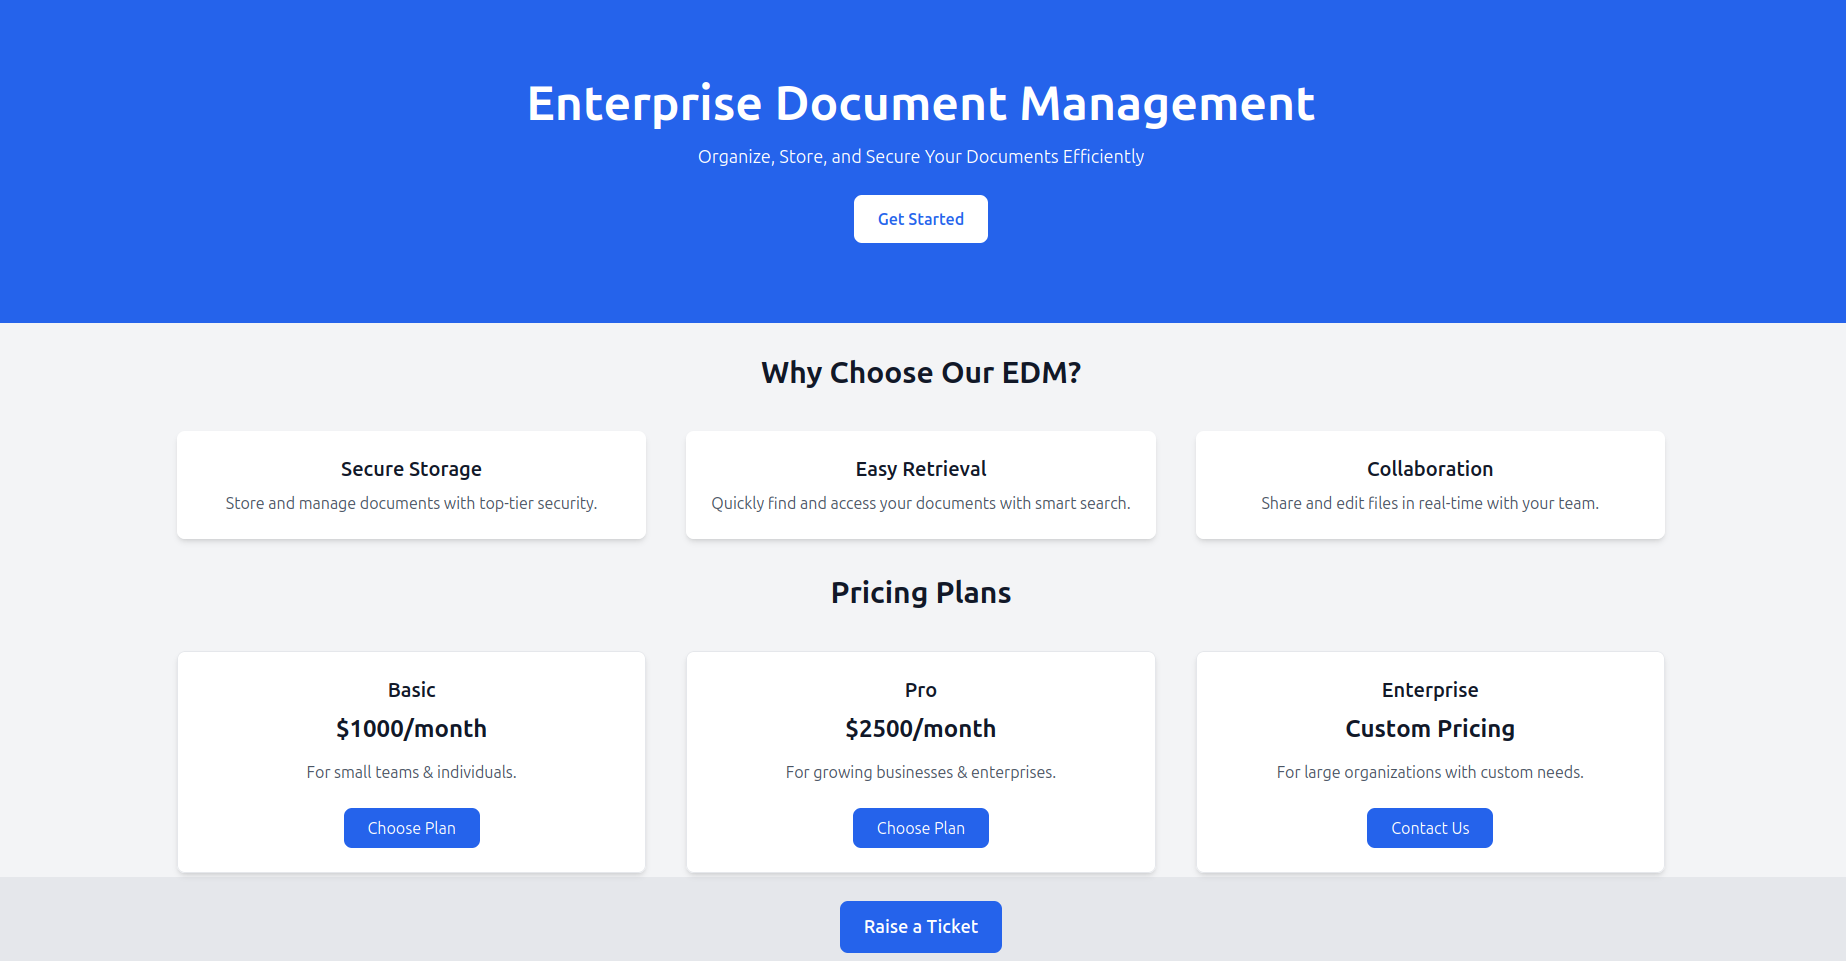 Enterprise Document Management
Organize, Store, and Secure Your Documents Efficiently
Get Started
Why Choose Our EDM?
Secure Storage
Store and manage documents with top-tier security.
Easy Retrieval
Quickly find and access your documents with smart search.
Collaboration
Share and edit files in real-time with your team.
Pricing Plans
Basic
$1000/month
For small teams & individuals.
Choose Plan
Pro
$2500/month
For growing businesses & enterprises.
Choose Plan
Enterprise
Custom Pricing
For large organizations with custom needs.
Contact Us
Raise a Ticket